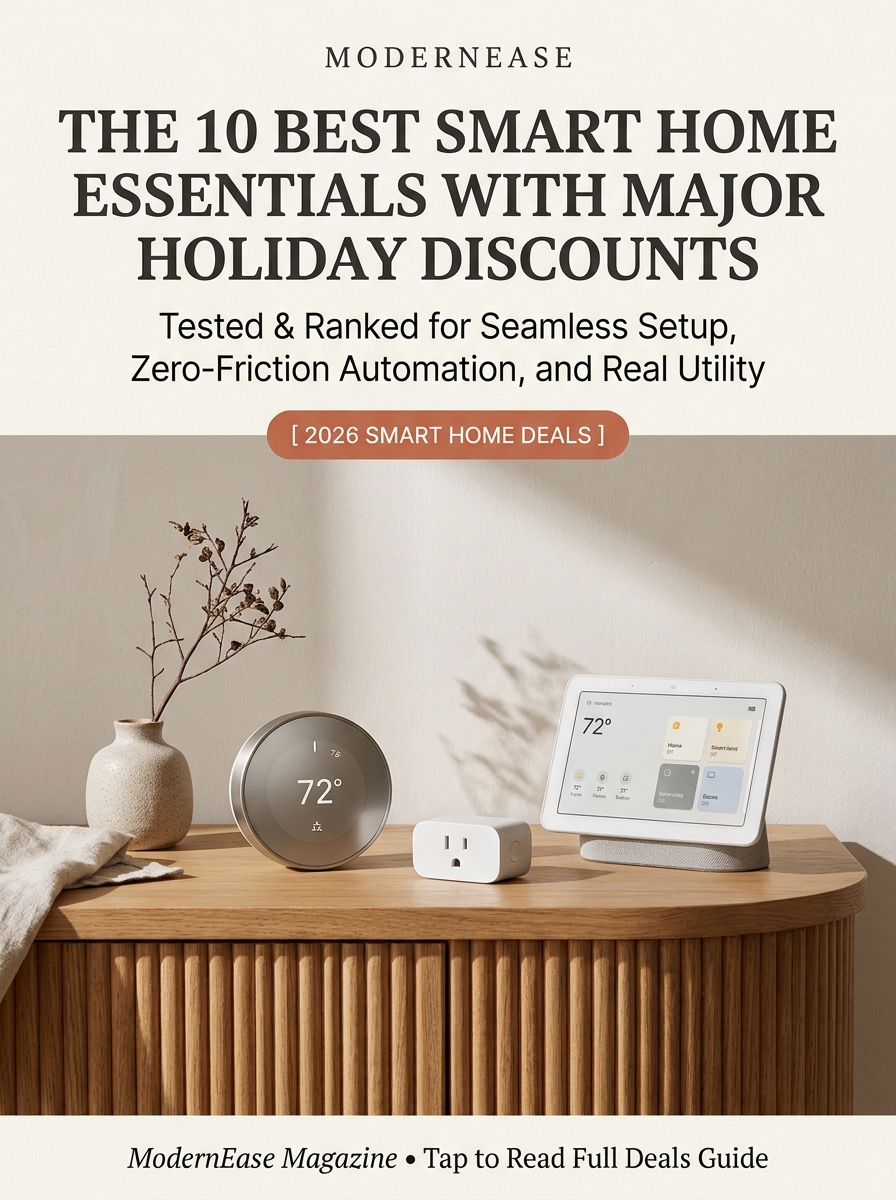 MODERNEASE
THE 10 BEST SMART HOME
ESSENTIALS WITH MAJOR
HOLIDAY DISCOUNTS
Tested & Ranked for Seamless Setup,
Zero-Friction Automation, and Real Utility
[ 2026 SMART HOME DEALS ]
72°
72°
Home
ModernEase Magazine • Tap to Read Full Deals Guide